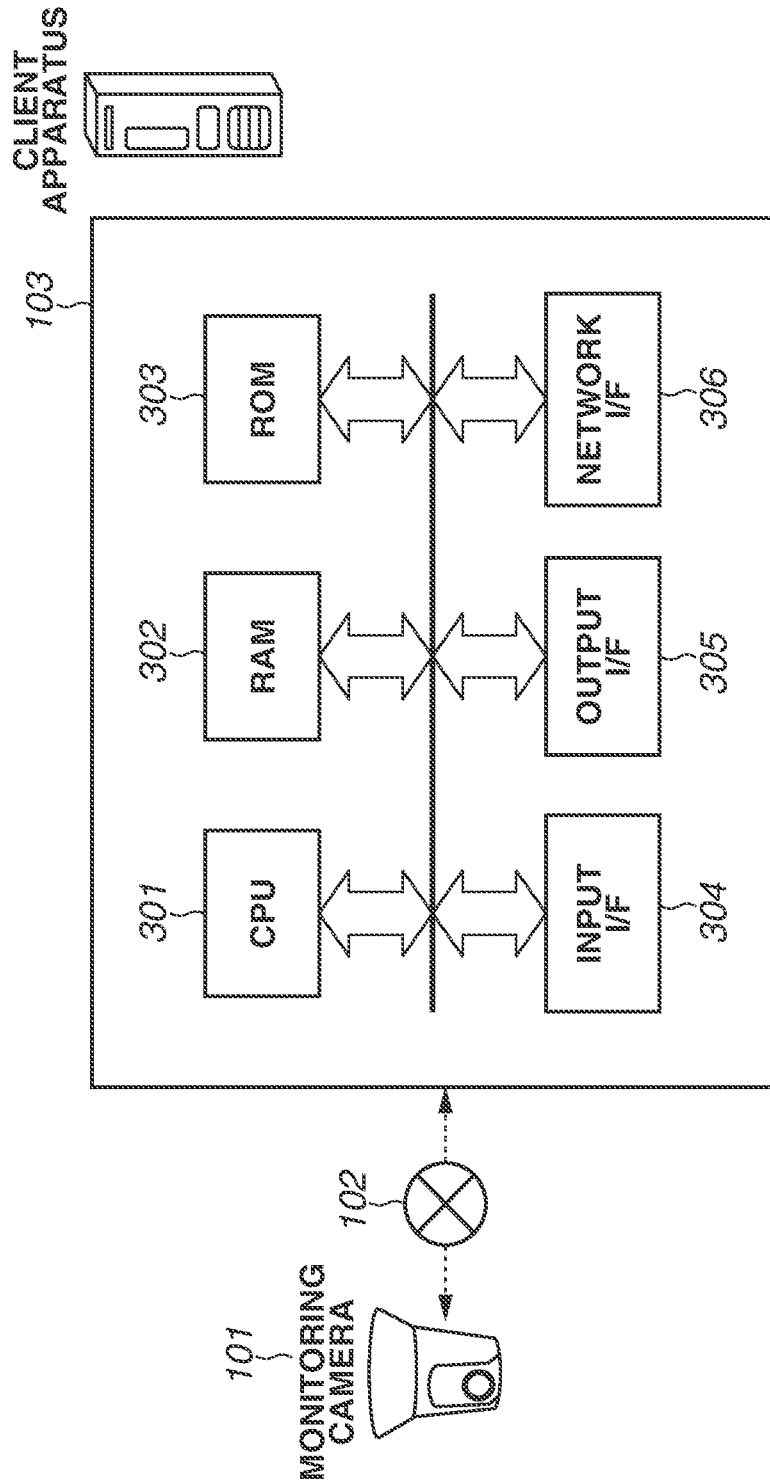 CLIENT
APPARATUS
103
301
302
303
CPU
RAM
ROM
101
MONITORING
CAMERA
102
INPUT
I/F
OUTPUT
I/F
NETWORK
I/F
304
305
306